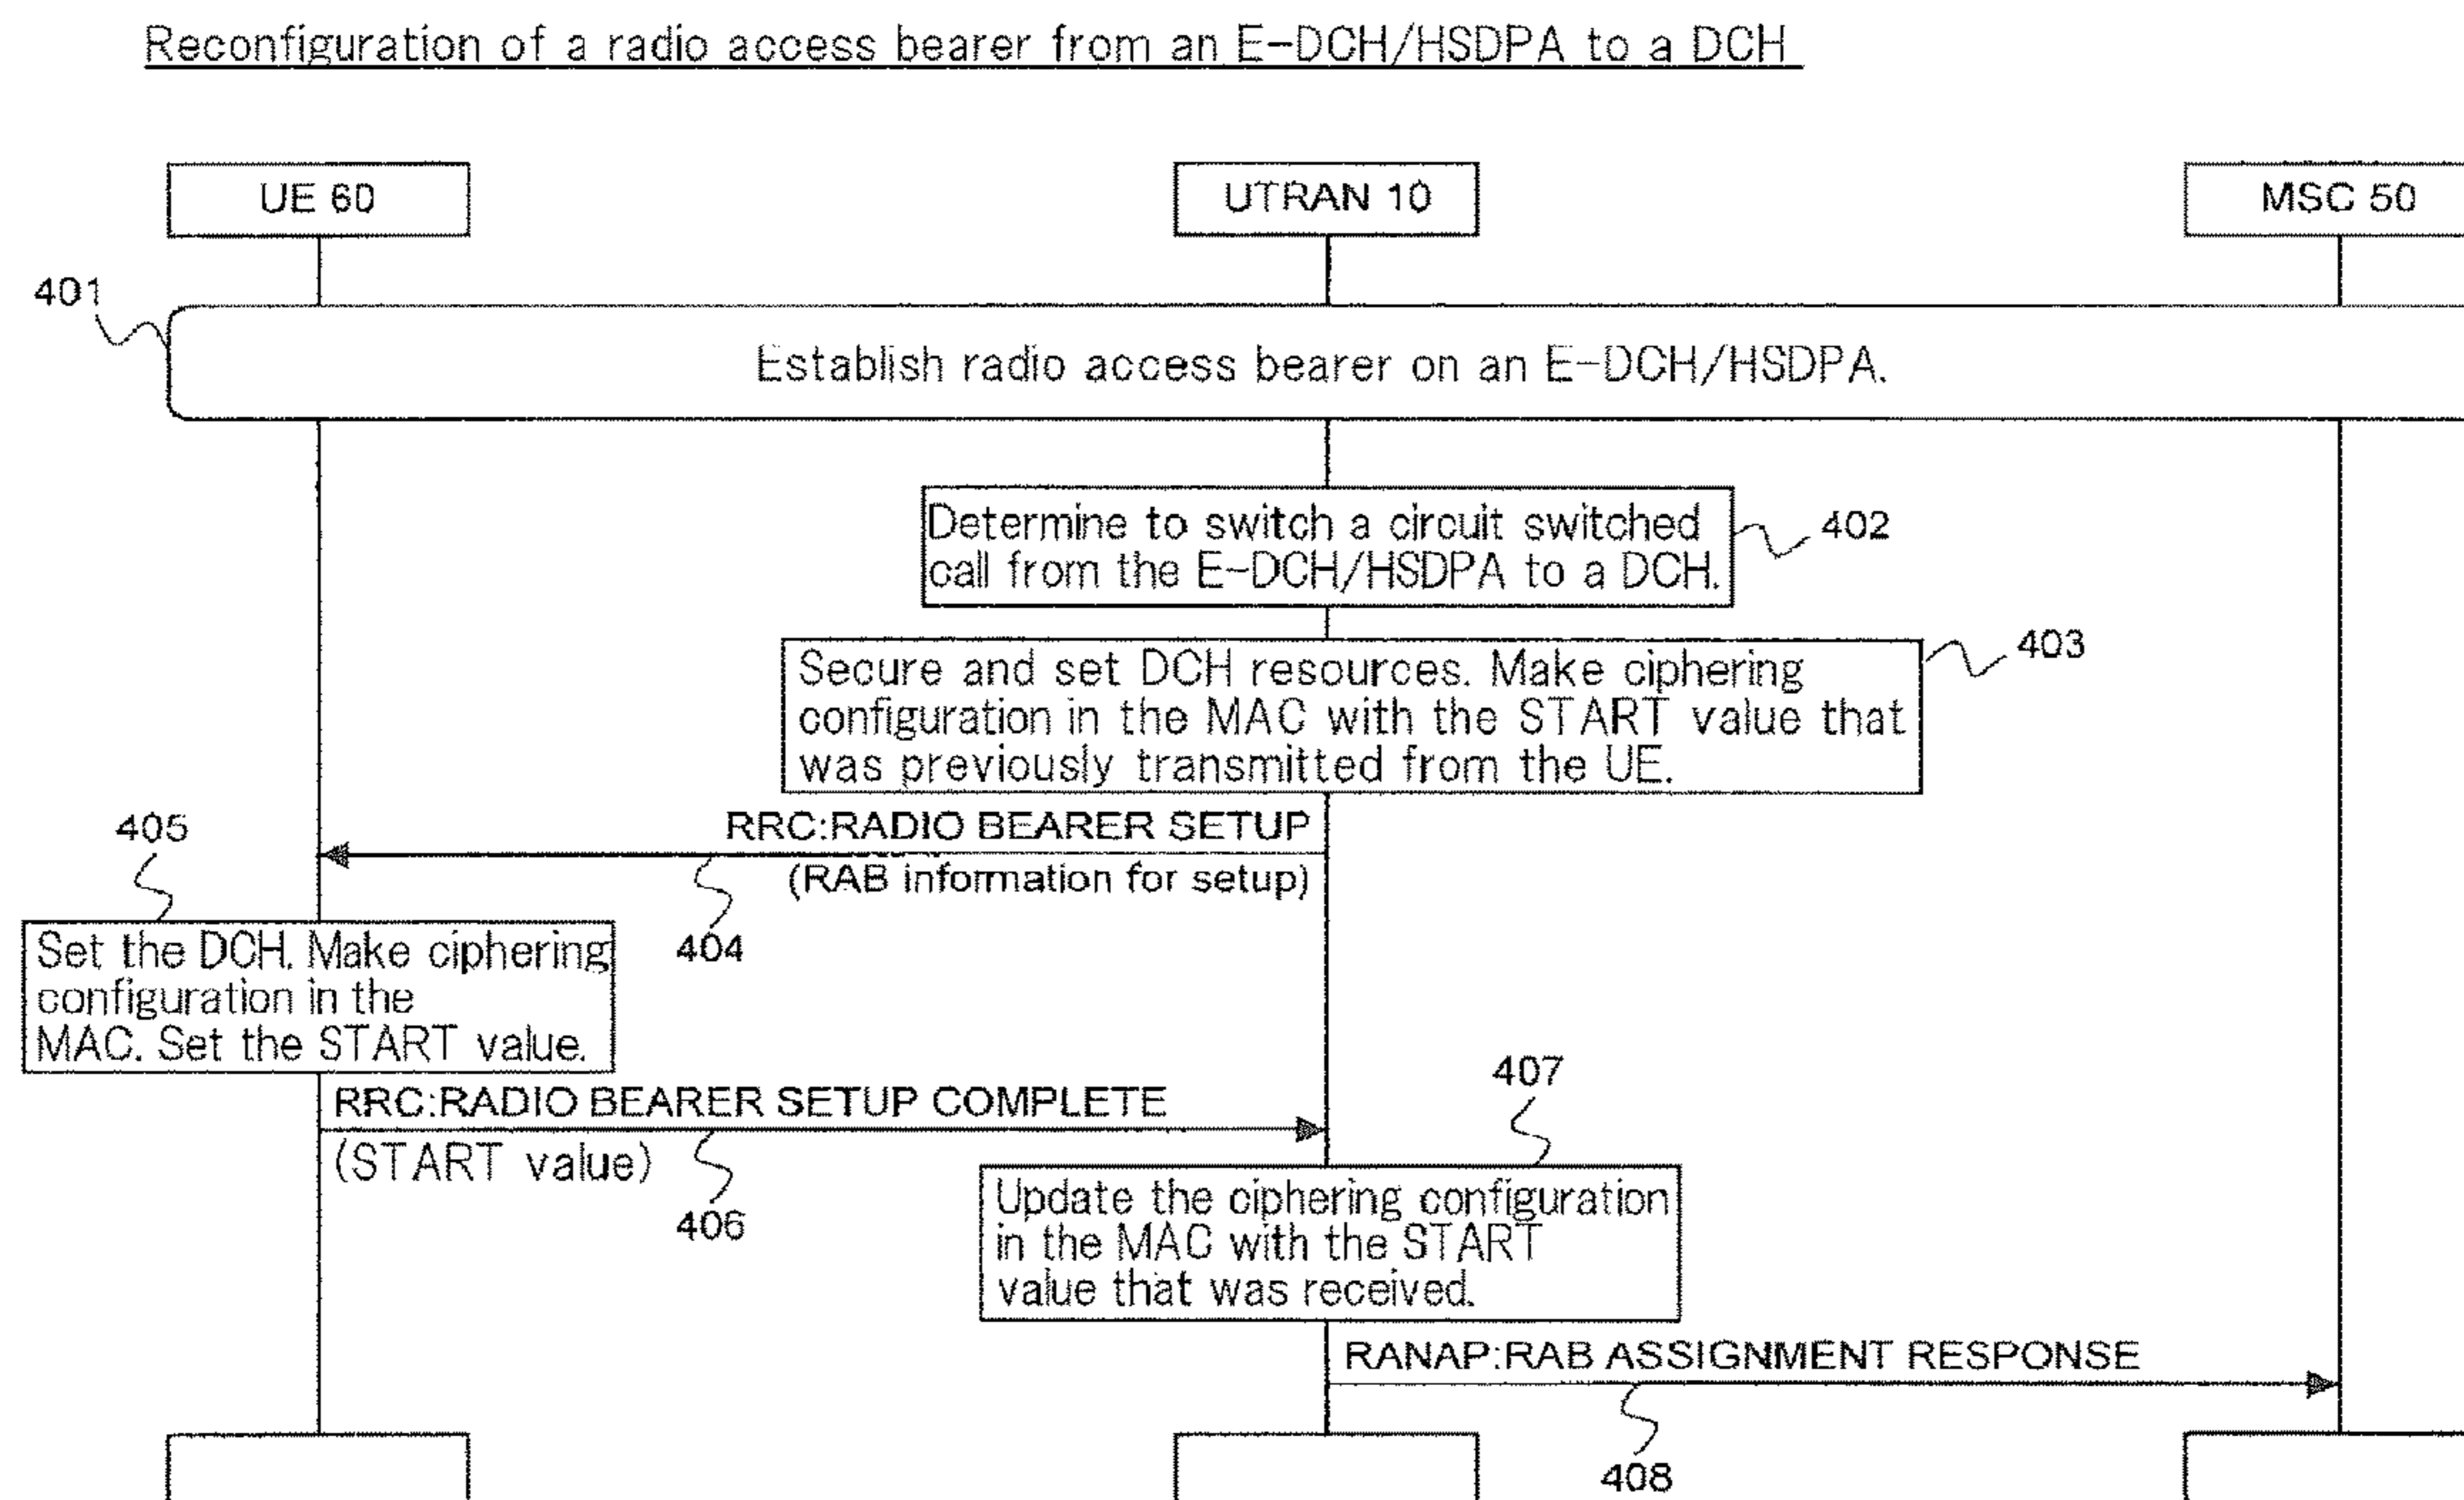 Reconfiguration of a radio access bearer from an E-DCH/HSDPA to a DCH
UE 60
UTRAN 10
MSC 50
401
Establish radio access bearer on an E-DCH/HSDPA.
Determine to switch a circuit switched
call from the E-DCH/HSDPA to a DCH.
402
Secure and set DCH resources. Make ciphering
configuration in the MAC with the START value that
was previously transmitted from the UE.
403
RRC:RADIO BEARER SETUP
(RAB information for setup)
404
405
Set the DCH. Make ciphering
configuration in the
MAC. Set the START value.
RRC:RADIO BEARER SETUP COMPLETE
(START value)
406
407
Update the ciphering configuration
in the MAC with the START
value that was received.
RANAP:RAB ASSIGNMENT RESPONSE
408